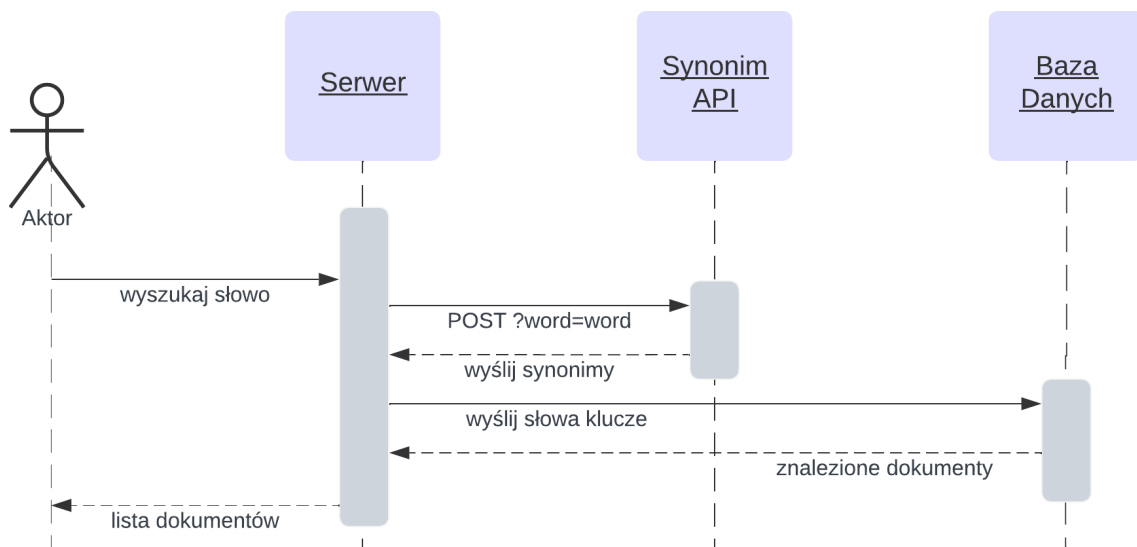 Serwer
Synonim
API
Baza
Danych
Aktor
wyszukaj słowo
POST ?word=word
wyślij synonimy
wyślij słowa klucze
znalezione dokumenty
lista dokumentów